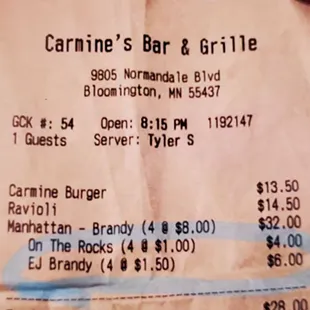 Carmine's Bar & Grille
9805 Normandale Blvd
Bloomington, MN 55437
GCK #: 54 Open: 8:15 PM 1192147
1 Guests Server: Tyler S
Carmine Burger $13.50
Ravioli $14.50
Manhattan - Brandy (4 @ $8.00) $32.00
On The Rocks (4 @ $1.00) $4.00
EJ Brandy (4 @ $1.50) $6.00
$28.00